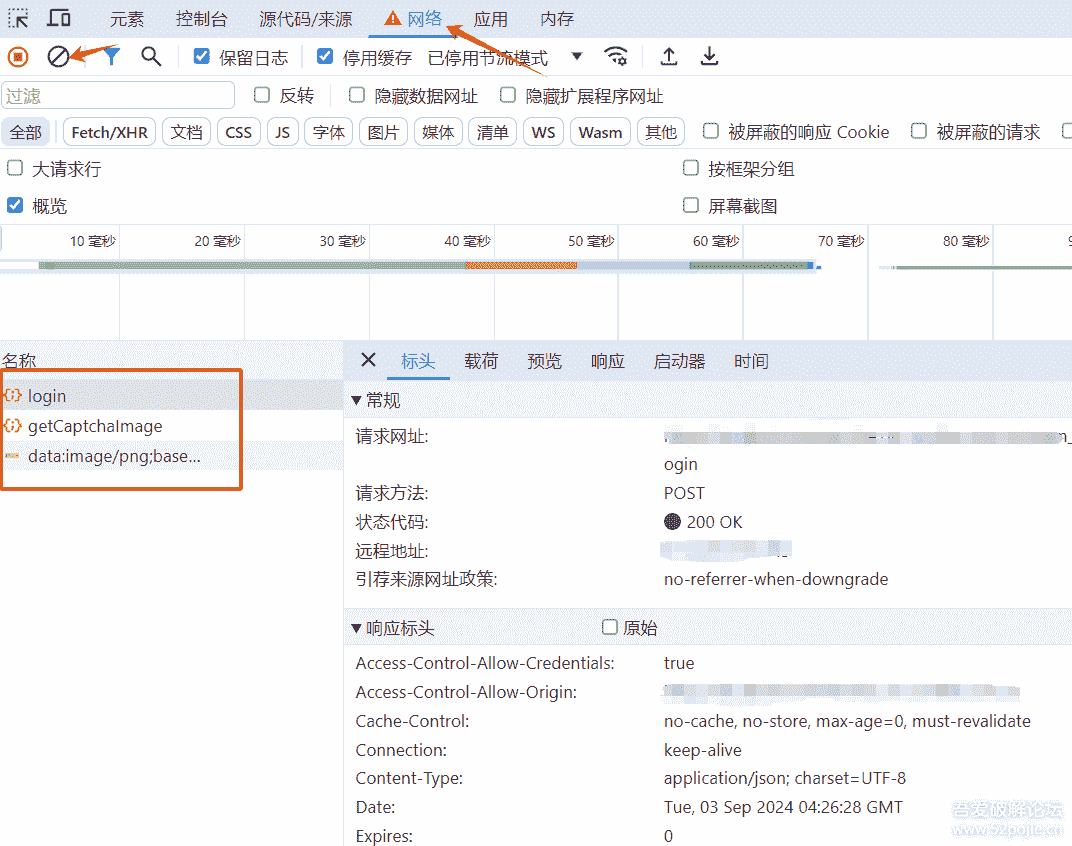 元素 控制台 源代码/来源 网络 应用 内存
保留日志 停用缓存 已停用节流模式
过滤 反转 隐藏数据网址 隐藏扩展程序网址
全部 Fetch/XHR 文档 CSS JS 字体 图片 媒体 清单 WS Wasm 其他 被屏蔽的响应 Cookie 被屏蔽的请求
大请求行 按框架分组
概览 屏幕截图
10 毫秒 20 毫秒 30 毫秒 40 毫秒 50 毫秒 60 毫秒 70 毫秒 80 毫秒 9
名称 标头 载荷 预览 响应 启动器 时间
login
getCaptchaImage
data:image/png;base...
常规
请求网址:
ogin
请求方法: POST
状态代码: 200 OK
远程地址:
引荐来源网址政策: no-referrer-when-downgrade
响应标头 原始
Access-Control-Allow-Credentials: true
Access-Control-Allow-Origin:
Cache-Control: no-cache, no-store, max-age=0, must-revalidate
Connection: keep-alive
Content-Type: application/json; charset=UTF-8
Date: Tue, 03 Sep 2024 04:26:28 GMT
Expires: 0
吾爱破解论坛
www.52pojie.cn